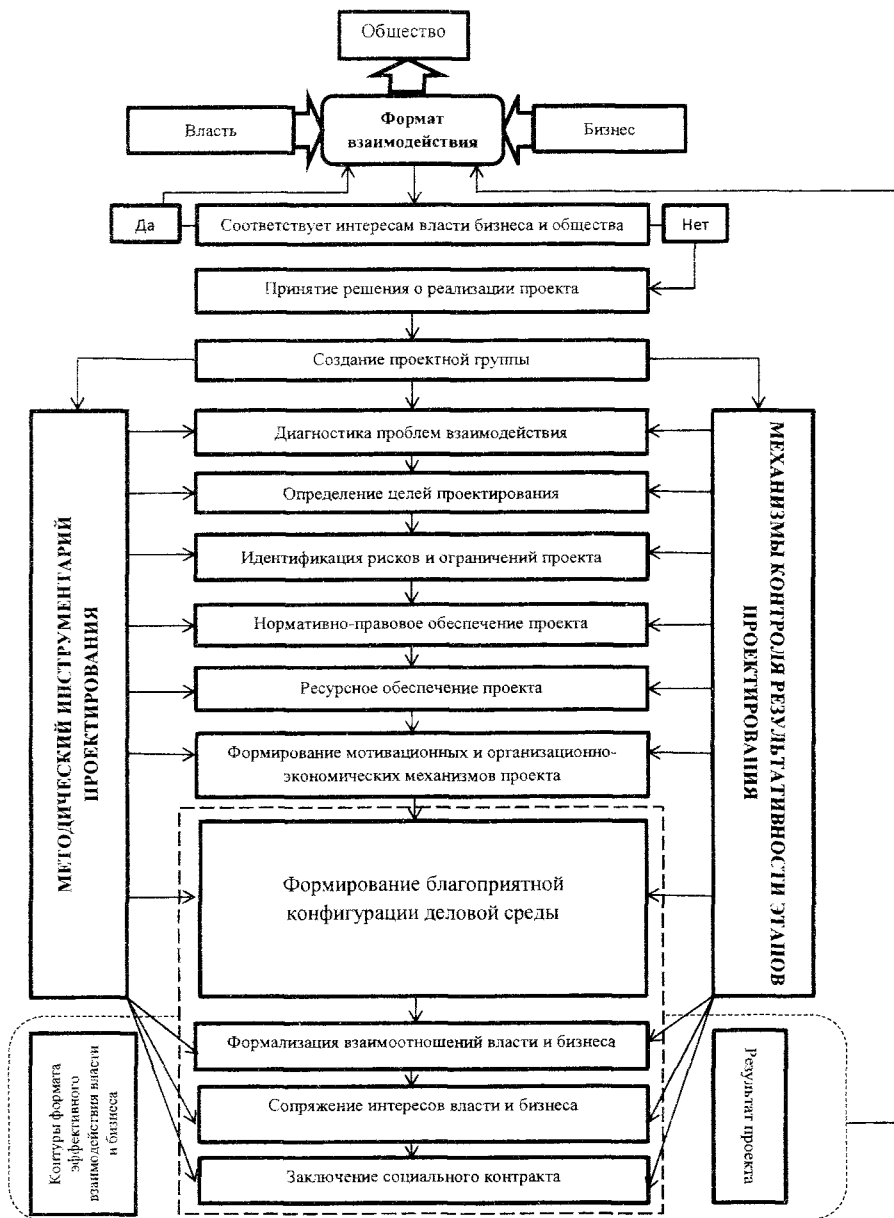 Общество
Власть
Формат
взаимодействия
Бизнес
Да
Соответствует интересам власти бизнеса и общества
Нет
Принятие решения о реализации проекта
Создание проектной группы
МЕТОДИЧЕСКИЙ ИНСТРУМЕНТАРИЙ
ПРОЕКТИРОВАНИЯ
Диагностика проблем взаимодействия
Определение целей проектирования
Идентификация рисков и ограничений проекта
Нормативно-правовое обеспечение проекта
Ресурсное обеспечение проекта
Формирование мотивационных и организационно-
экономических механизмов проекта
Формирование благоприятной
конфигурации деловой среды
МЕХАНИЗМЫ КОНТРОЛЯ РЕЗУЛЬТАТИВНОСТИ ЭТАПОВ
ПРОЕКТИРОВАНИЯ
Контуры формата
эффективного
взаимодействия власти
и бизнеса
Формализация взаимоотношений власти и бизнеса
Сопряжение интересов власти и бизнеса
Заключение социального контракта
Результат проекта